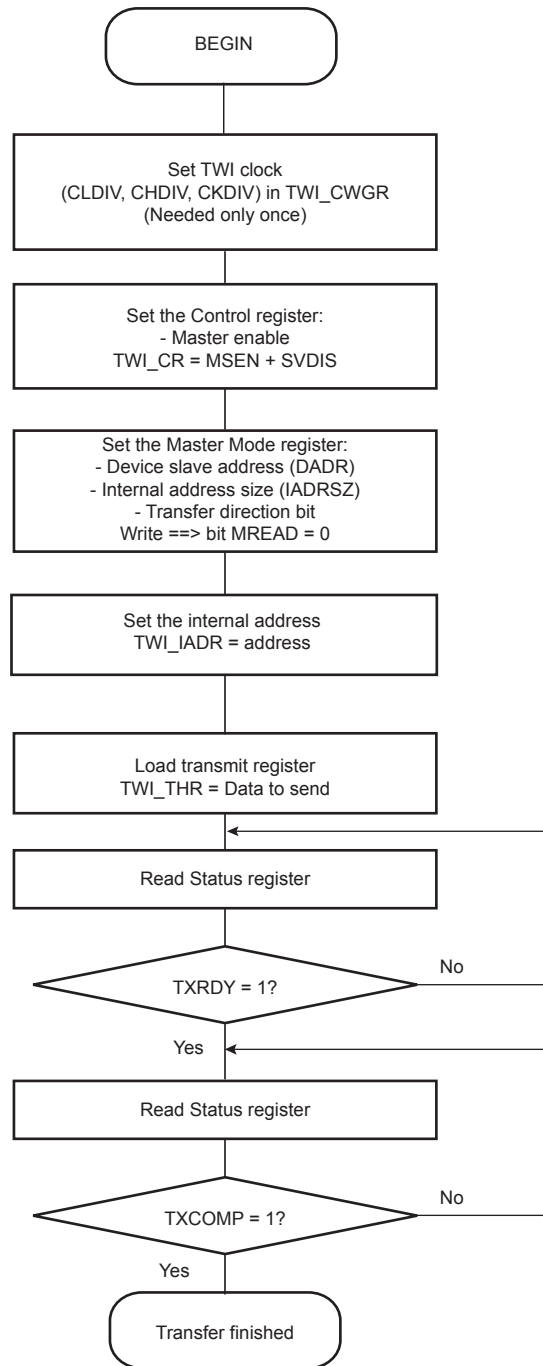 BEGIN
Set TWI clock
(CLDIV, CHDIV, CKDIV) in TWI_CWGR
(Needed only once)
Set the Control register:
- Master enable
TWI_CR = MSEN + SVDIS
Set the Master Mode register:
- Device slave address (DADR)
- Internal address size (IADRSZ)
- Transfer direction bit
Write ==> bit MREAD = 0
Set the internal address
TWI_IADR = address
Load transmit register
TWI_THR = Data to send
Read Status register
TXRDY = 1?
No
Yes
Read Status register
TXCOMP = 1?
No
Yes
Transfer finished